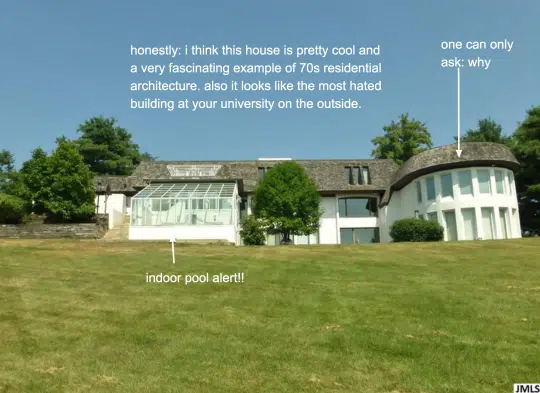 honestly: i think this house is pretty cool and
a very fascinating example of 70s residential
architecture. also it looks like the most hated
building at your university on the outside.
one can only
ask: why
indoor pool alert!!
JMLS